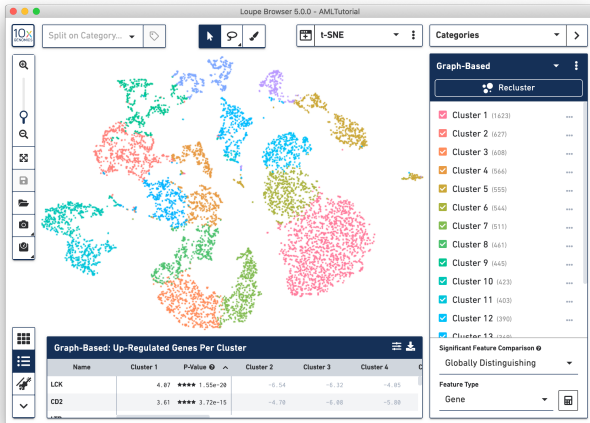 Loupe Browser 5.0.0 - AMLTutorial
10x
GENOMICS
Split on Category...
t-SNE
Categories
Graph-Based
Recluster
Cluster 1 (1623)
Cluster 2 (627)
Cluster 3 (608)
Cluster 4 (566)
Cluster 5 (555)
Cluster 6 (544)
Cluster 7 (511)
Cluster 8 (461)
Cluster 9 (445)
Cluster 10 (423)
Cluster 11 (403)
Cluster 12 (390)
Cluster 13
Significant Feature Comparison
Globally Distinguishing
Feature Type
Gene
Graph-Based: Up-Regulated Genes Per Cluster
Name Cluster 1 P-Value Cluster 2 Cluster 3 Cluster 4 C
LCK 4.07 **** 1.55e-20 -6.54 -6.32 -4.05
CD2 3.61 **** 3.72e-15 -4.70 -6.08 -5.80